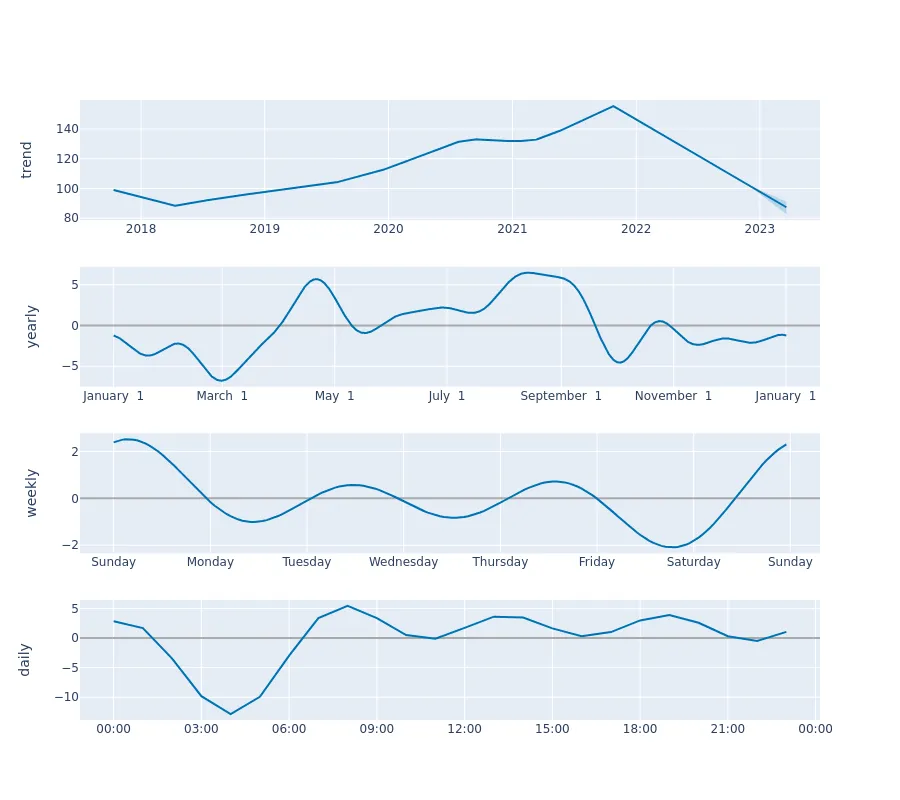 trend
140
120
100
80
2018 2019 2020 2021 2022 2023
yearly
5
0
−5
January 1 March 1 May 1 July 1 September 1 November 1 January 1
weekly
2
0
−2
Sunday Monday Tuesday Wednesday Thursday Friday Saturday Sunday
daily
5
0
−5
−10
00:00 03:00 06:00 09:00 12:00 15:00 18:00 21:00 00:00